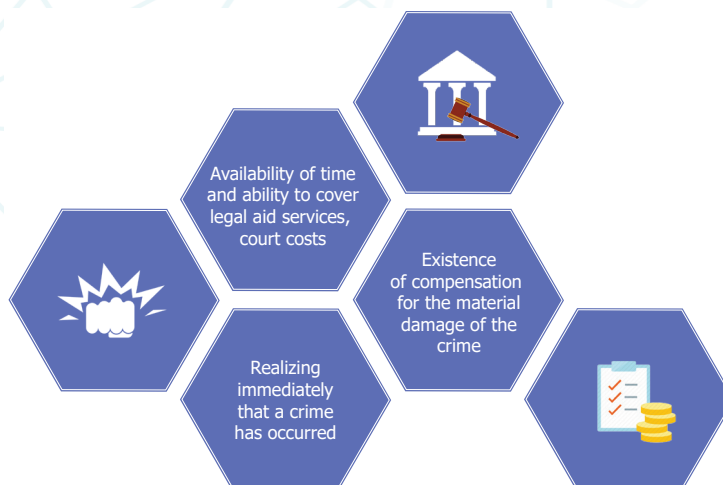 Availability of time
and ability to cover
legal aid services,
court costs
Existence
of compensation
for the material
damage of the
crime
Realizing
immediately
that a crime
has occurred